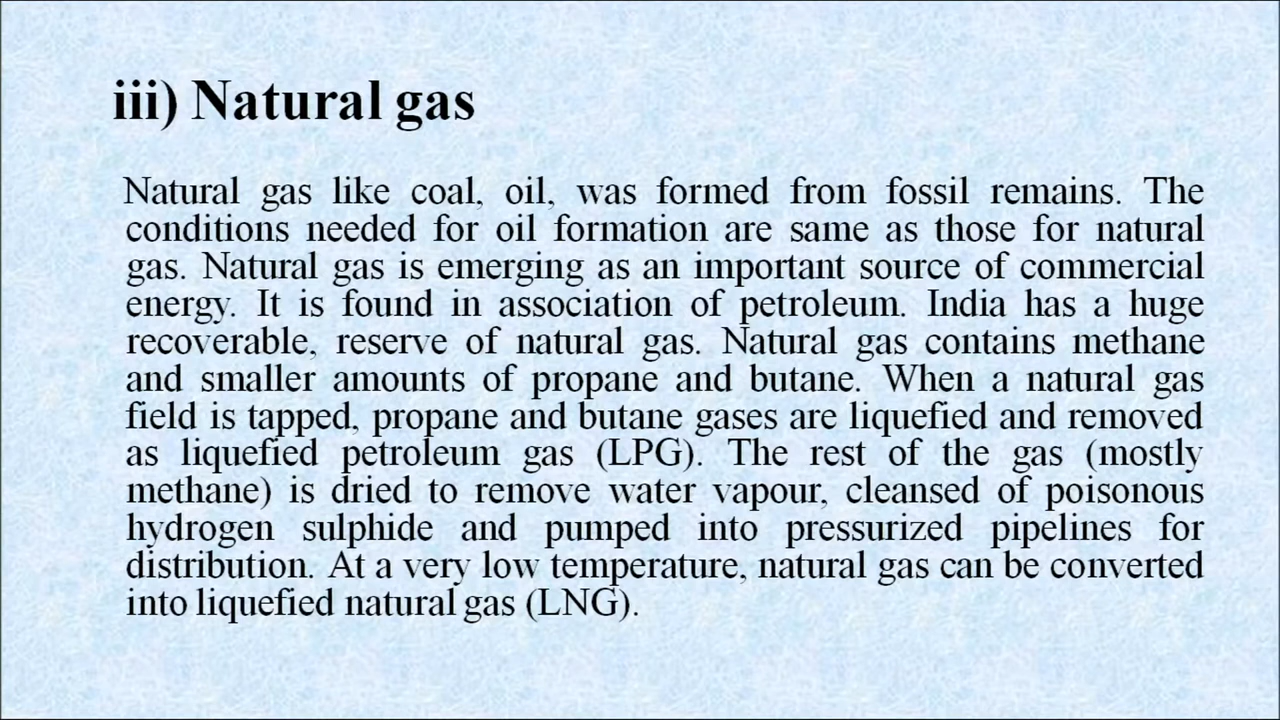 iii) Natural gas
Natural gas like coal, oil, was formed from fossil remains. The
conditions needed for oil formation are same as those for natural
gas. Natural gas is emerging as an important source of commercial
energy. It is found in association of petroleum. India has a huge
recoverable, reserve of natural gas. Natural gas contains methane
and smaller amounts of propane and butane. When a natural gas
field is tapped, propane and butane gases are liquefied and removed
as liquefied petroleum gas (LPG). The rest of the gas (mostly
methane) is dried to remove water vapour, cleansed of poisonous
hydrogen sulphide and pumped into pressurized pipelines for
distribution. At a very low temperature, natural gas can be converted
into liquefied natural gas (LNG).